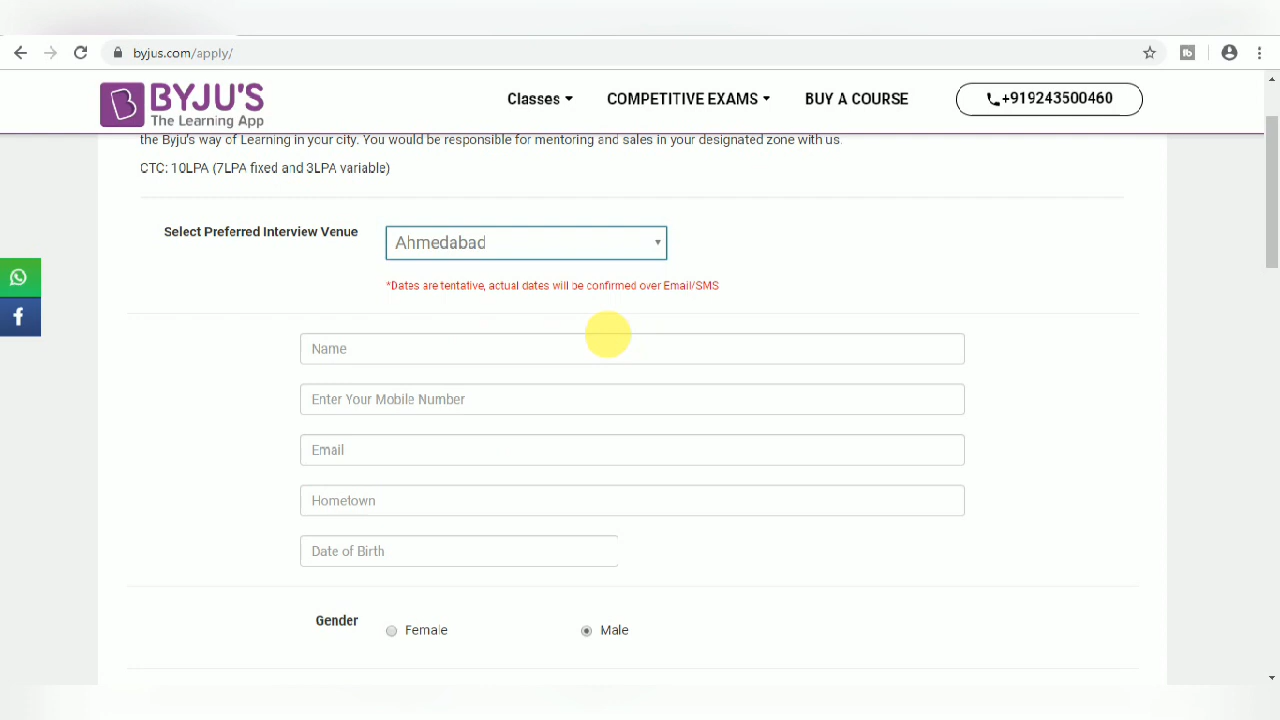 byjus.com/apply/
BYJU'S
The Learning App
Classes
COMPETITIVE EXAMS
BUY A COURSE
+919243500460
the Byju's way of Learning in your city. You would be responsible for mentoring and sales in your designated zone with us.
CTC: 10LPA (7LPA fixed and 3LPA variable)
Select Preferred Interview Venue
Ahmedabad
*Dates are tentative, actual dates will be confirmed over Email/SMS
Name
Enter Your Mobile Number
Email
Hometown
Date of Birth
Gender
Female
Male